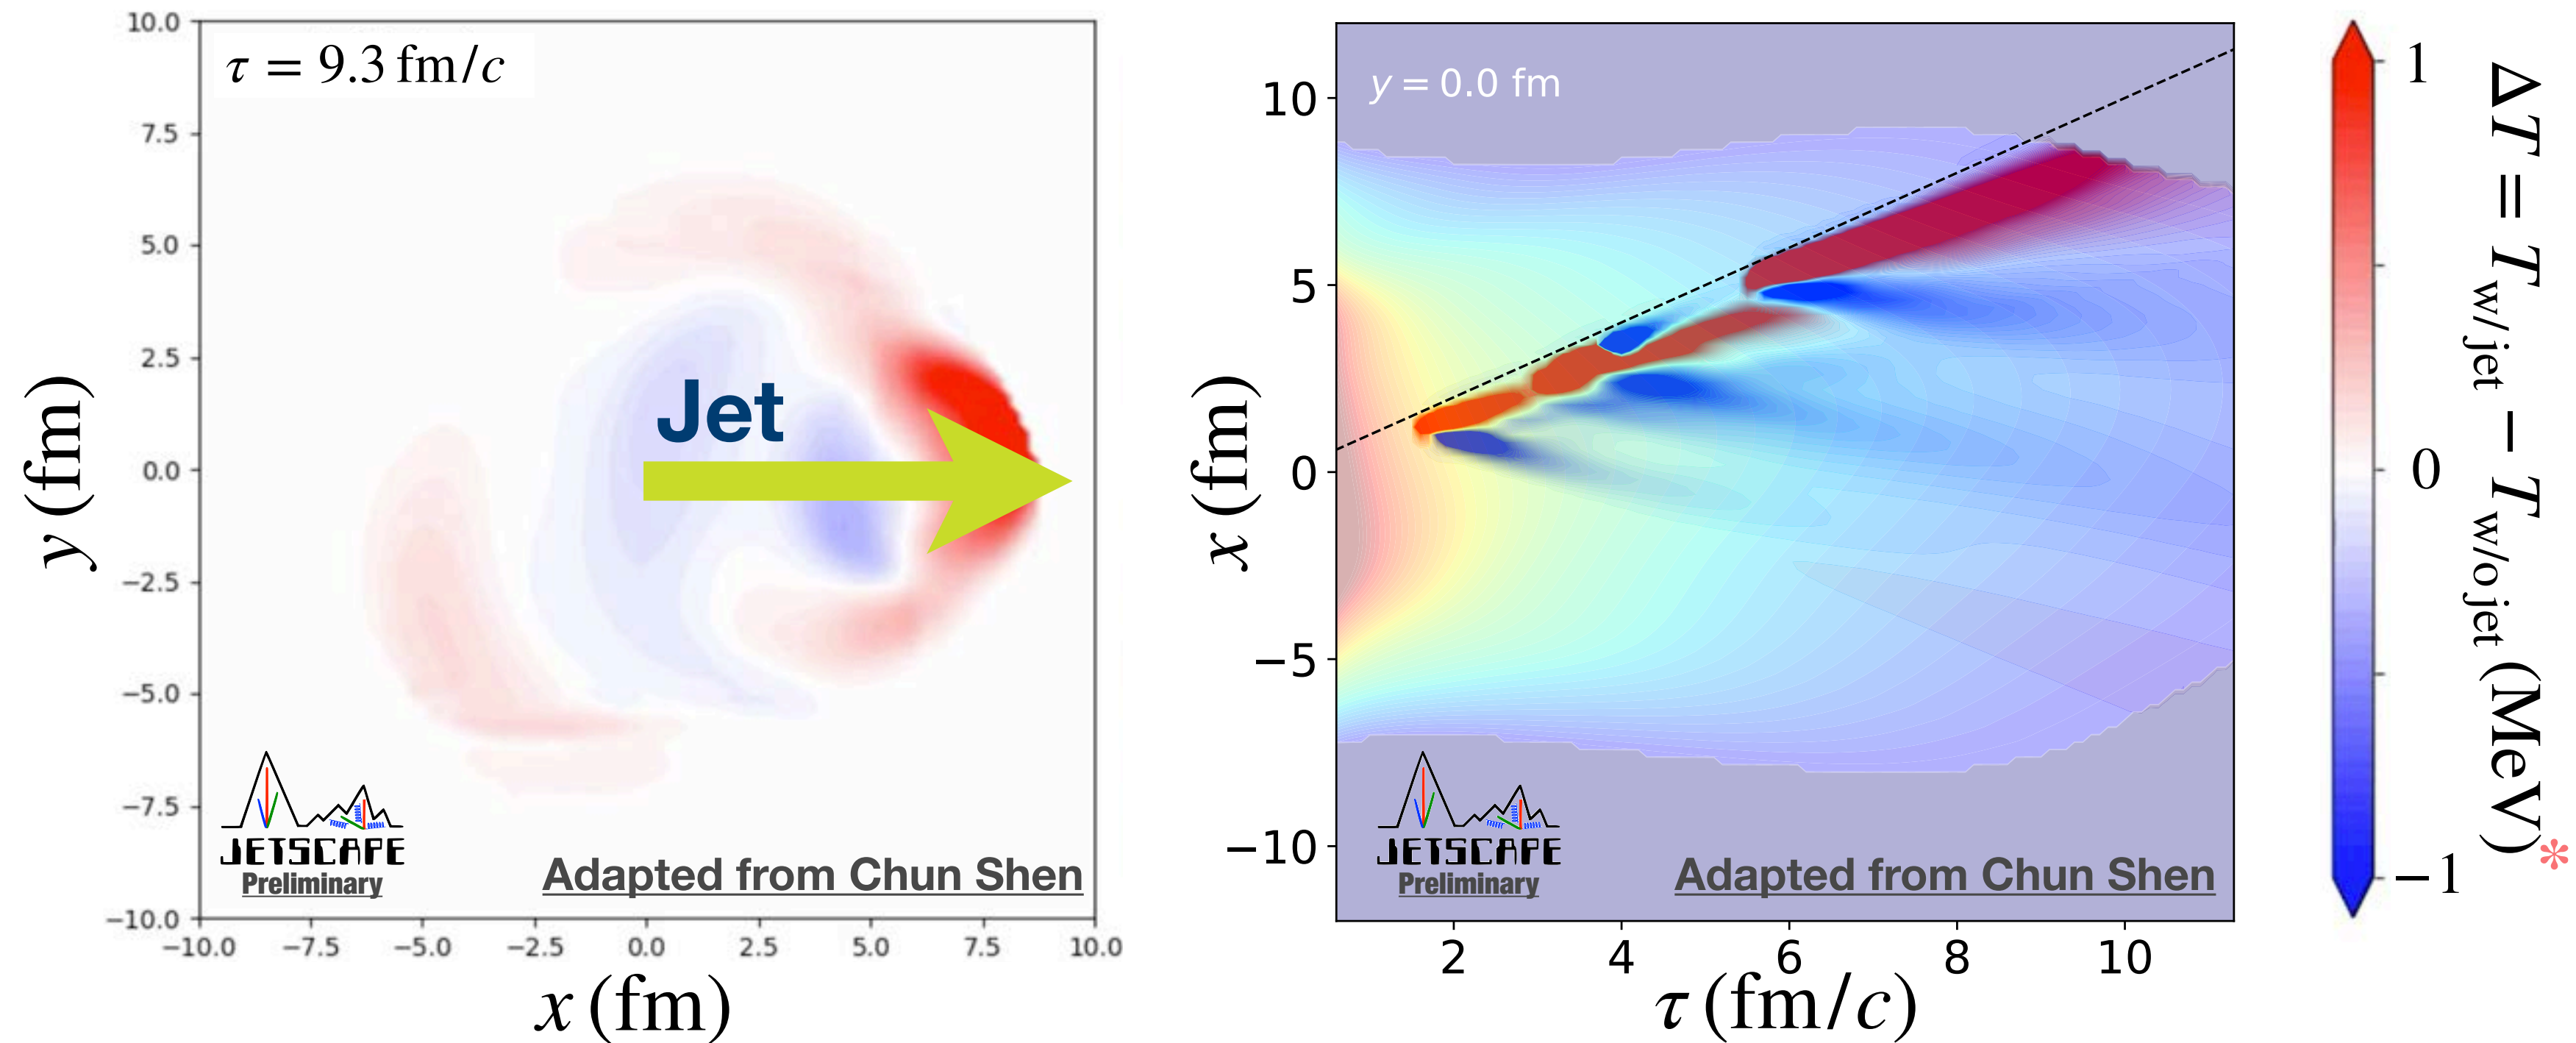 10.0
7.5
5.0
2.5
0.0
−2.5
−5.0
−7.5
−10.0
y (fm)
τ = 9.3 fm/c
Jet
JETSCAPE
Preliminary
Adapted from Chun Shen
−10.0 −7.5 −5.0 −2.5 0.0 2.5 5.0 7.5 10.0
x (fm)
10
5
0
−5
−10
x (fm)
y = 0.0 fm
JETSCAPE
Preliminary
Adapted from Chun Shen
2 4 6 8 10
τ (fm/c)
1
0
−1
ΔT = T w/ jet − T w/o jet (MeV)*